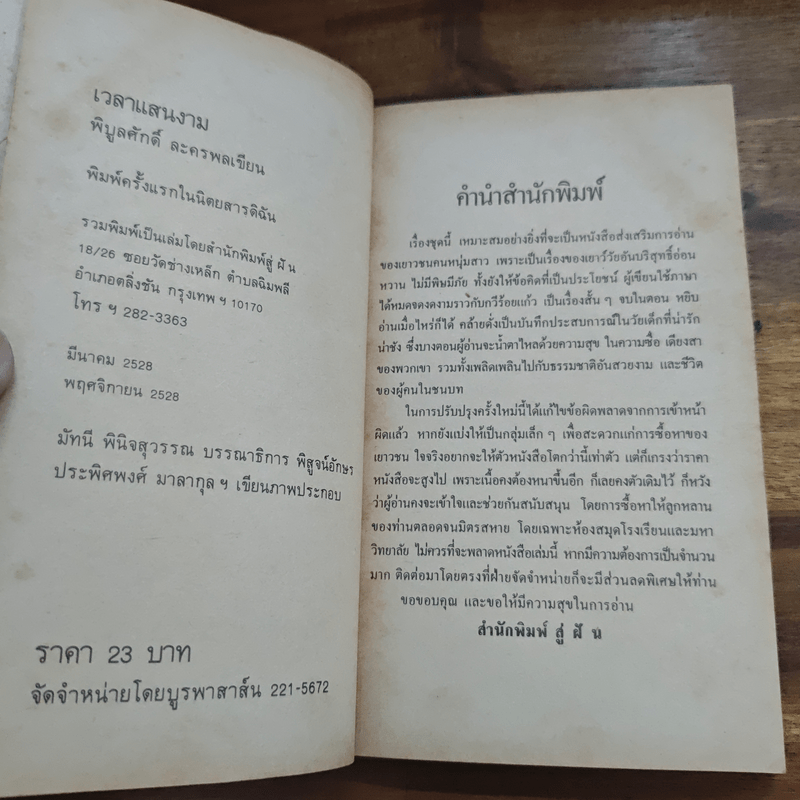 เวลาแสนงาม
พิบูลศักดิ์ ละครพลเขียน
พิมพ์ครั้งแรกในนิตยสารดิฉัน
รวมพิมพ์เป็นเล่มโดยสำนักพิมพ์สู่ ฝัน
18/26 ซอยวัดช่างเหล็ก ตำบลฉิมพลี
อำเภอตลิ่งชัน กรุงเทพ ฯ 10170
โทร ฯ 282-3363
มีนาคม 2528
พฤศจิกายน 2528
มัทนี พินิจสุวรรณ บรรณาธิการ พิสูจน์อักษร
ประพิศพงศ์ มาลากุล ฯ เขียนภาพประกอบ
ราคา 23 บาท
จัดจำหน่ายโดยบูรพาสาส์น 221-5672
คำนำสำนักพิมพ์
เรื่องชุดนี้ เหมาะสมอย่างยิ่งที่จะเป็นหนังสือส่งเสริมการอ่าน
ของเยาวชนคนหนุ่มสาว เพราะเป็นเรื่องของเยาว์วัยอันบริสุทธิ์อ่อน
หวาน ไม่มีพิษมีภัย ทั้งยังให้ข้อคิดที่เป็นประโยชน์ ผู้เขียนใช้ภาษา
ได้หมดจดงดงามราวกับกวีร้อยแก้ว เป็นเรื่องสั้น ๆ จบในตอน หยิบ
อ่านเมื่อไหร่ก็ได้ คล้ายดั่งเป็นบันทึกประสบการณ์ในวัยเด็กที่น่ารัก
น่าชัง ซึ่งบางตอนผู้อ่านจะน้ำตาไหลด้วยความสุข ในความซื่อ เดียงสา
ของพวกเขา รวมทั้งเพลิดเพลินไปกับธรรมชาติอันสวยงาม และชีวิต
ของผู้คนในชนบท
ในการปรับปรุงครั้งใหม่นี้ได้แก้ไขข้อผิดพลาดจากการเข้าหน้า
ผิดแล้ว หากยังแบ่งให้เป็นกลุ่มเล็ก ๆ เพื่อสะดวกแก่การซื้อหาของ
เยาวชน ใจจริงอยากจะให้ตัวหนังสือโตกว่านี้เท่าตัว แต่ก็เกรงว่าราคา
หนังสือจะสูงไป เพราะเนื้อคงต้องหนาขึ้นอีก ก็เลยคงตัวเดิมไว้ ก็หวัง
ว่าผู้อ่านคงจะเข้าใจและช่วยกันสนับสนุน โดยการซื้อหาให้ลูกหลาน
ของท่านตลอดจนมิตรสหาย โดยเฉพาะห้องสมุดโรงเรียนและมหา
วิทยาลัย ไม่ควรที่จะพลาดหนังสือเล่มนี้ หากมีความต้องการเป็นจำนวน
มาก ติดต่อมาโดยตรงที่ฝ่ายจัดจำหน่ายก็จะมีส่วนลดพิเศษให้ท่าน
ขอขอบคุณ และขอให้มีความสุขในการอ่าน
สำนักพิมพ์ สู่ ฝัน